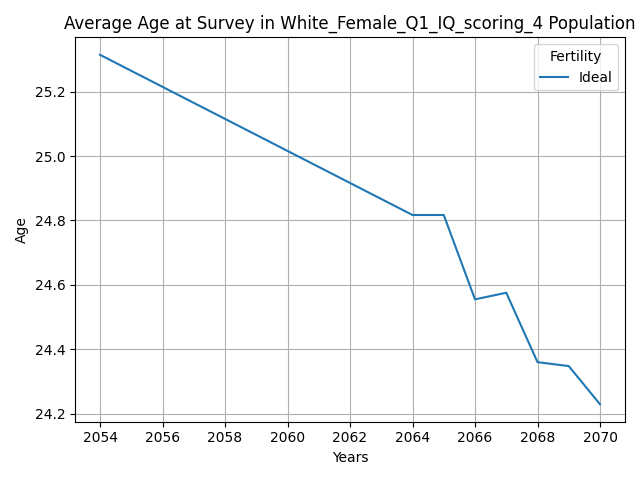 Average Age at Survey in White_Female_Q1_IQ_scoring_4 Population
Fertility
Ideal
25.2
25.0
24.8
24.6
24.4
24.2
Age
2054 2056 2058 2060 2062 2064 2066 2068 2070
Years